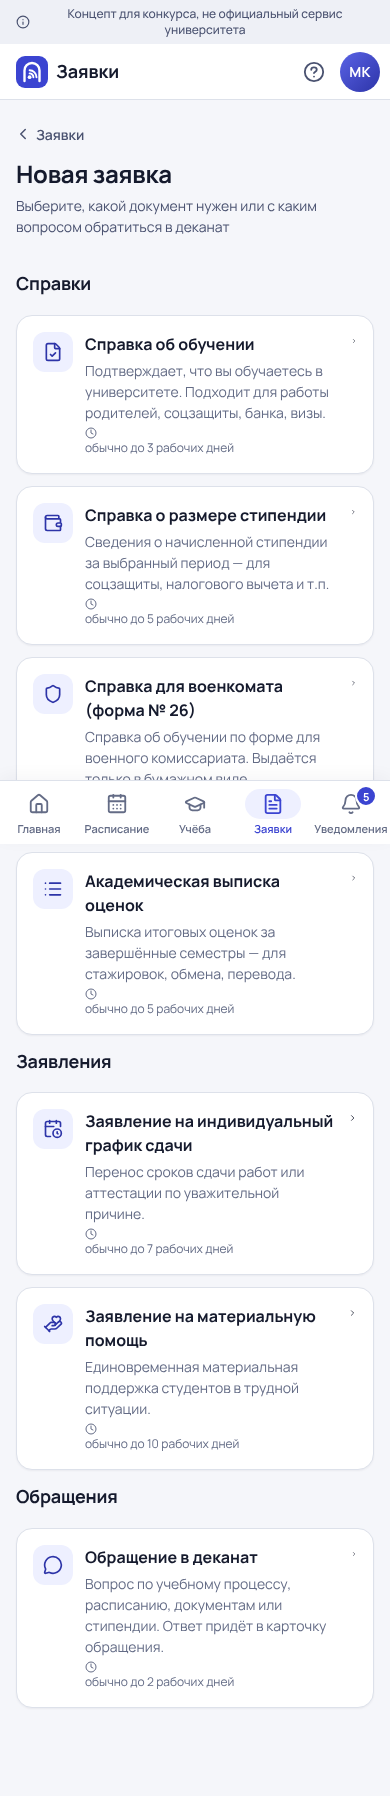 Концепт для конкурса, не официальный сервис
университета
Заявки
МК
Заявки
Новая заявка
Выберите, какой документ нужен или с каким
вопросом обратиться в деканат
Справки
Справка об обучении
Подтверждает, что вы обучаетесь в
университете. Подходит для работы
родителей, соцзащиты, банка, визы.
обычно до 3 рабочих дней
Справка о размере стипендии
Сведения о начисленной стипендии
за выбранный период — для
соцзащиты, налогового вычета и т.п.
обычно до 5 рабочих дней
Справка для военкомата
(форма № 26)
Справка об обучении по форме для
военного комиссариата. Выдаётся
только в бумажном виде
Главная
Расписание
Учёба
Заявки
5
Уведомления
Академическая выписка
оценок
Выписка итоговых оценок за
завершённые семестры — для
стажировок, обмена, перевода.
обычно до 5 рабочих дней
Заявления
Заявление на индивидуальный
график сдачи
Перенос сроков сдачи работ или
аттестации по уважительной
причине.
обычно до 7 рабочих дней
Заявление на материальную
помощь
Единовременная материальная
поддержка студентов в трудной
ситуации.
обычно до 10 рабочих дней
Обращения
Обращение в деканат
Вопрос по учебному процессу,
расписанию, документам или
стипендии. Ответ придёт в карточку
обращения.
обычно до 2 рабочих дней